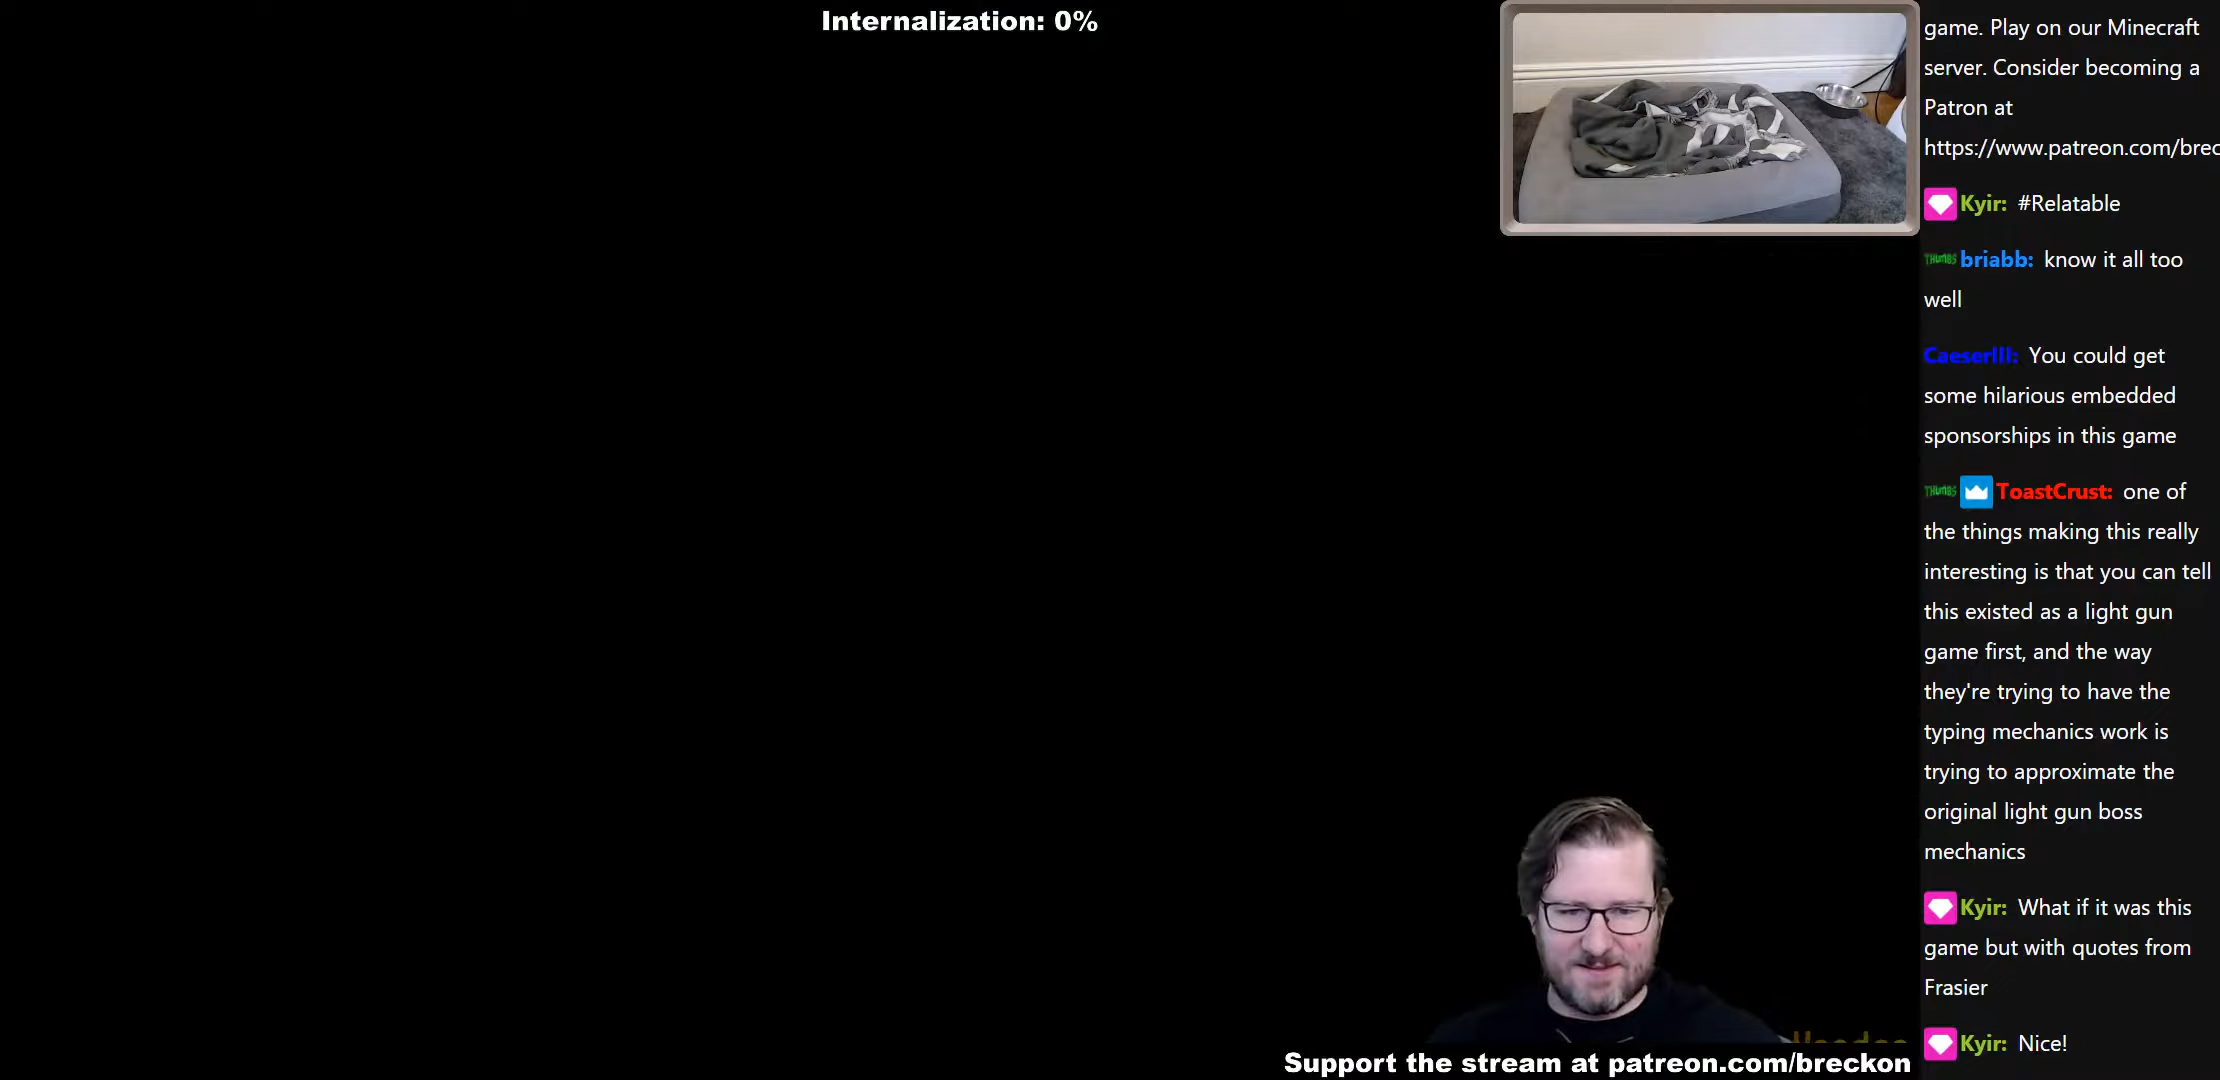 Internalization: 0%
game. Play on our Minecraft
server. Consider becoming a
Patron at
https://www.patreon.com/brec
Kyir: #Relatable
THUMBS briabb: know it all too
well
CaeserIII: You could get
some hilarious embedded
sponsorships in this game
THUMBS ToastCrust: one of
the things making this really
interesting is that you can tell
this existed as a light gun
game first, and the way
they're trying to have the
typing mechanics work is
trying to approximate the
original light gun boss
mechanics
Kyir: What if it was this
game but with quotes from
Frasier
Kyir: Nice!
Support the stream at patreon.com/breckon